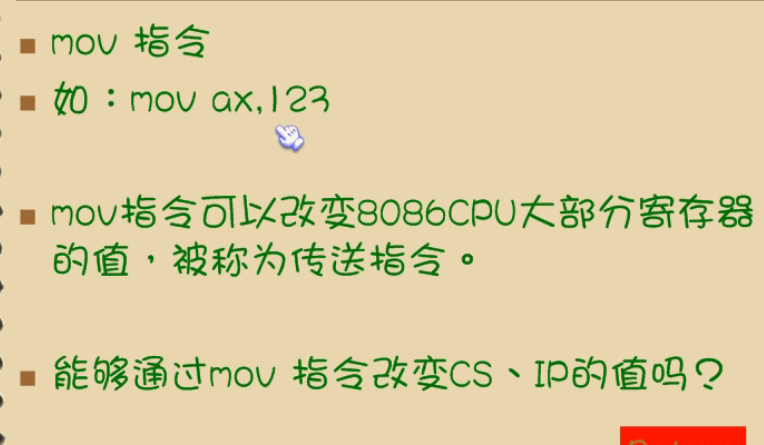 mov 指令
如：mov ax,123
mov指令可以改变8086CPU大部分寄存器
的值，被称为传送指令。
能够通过mov 指令改变CS、IP的值吗？